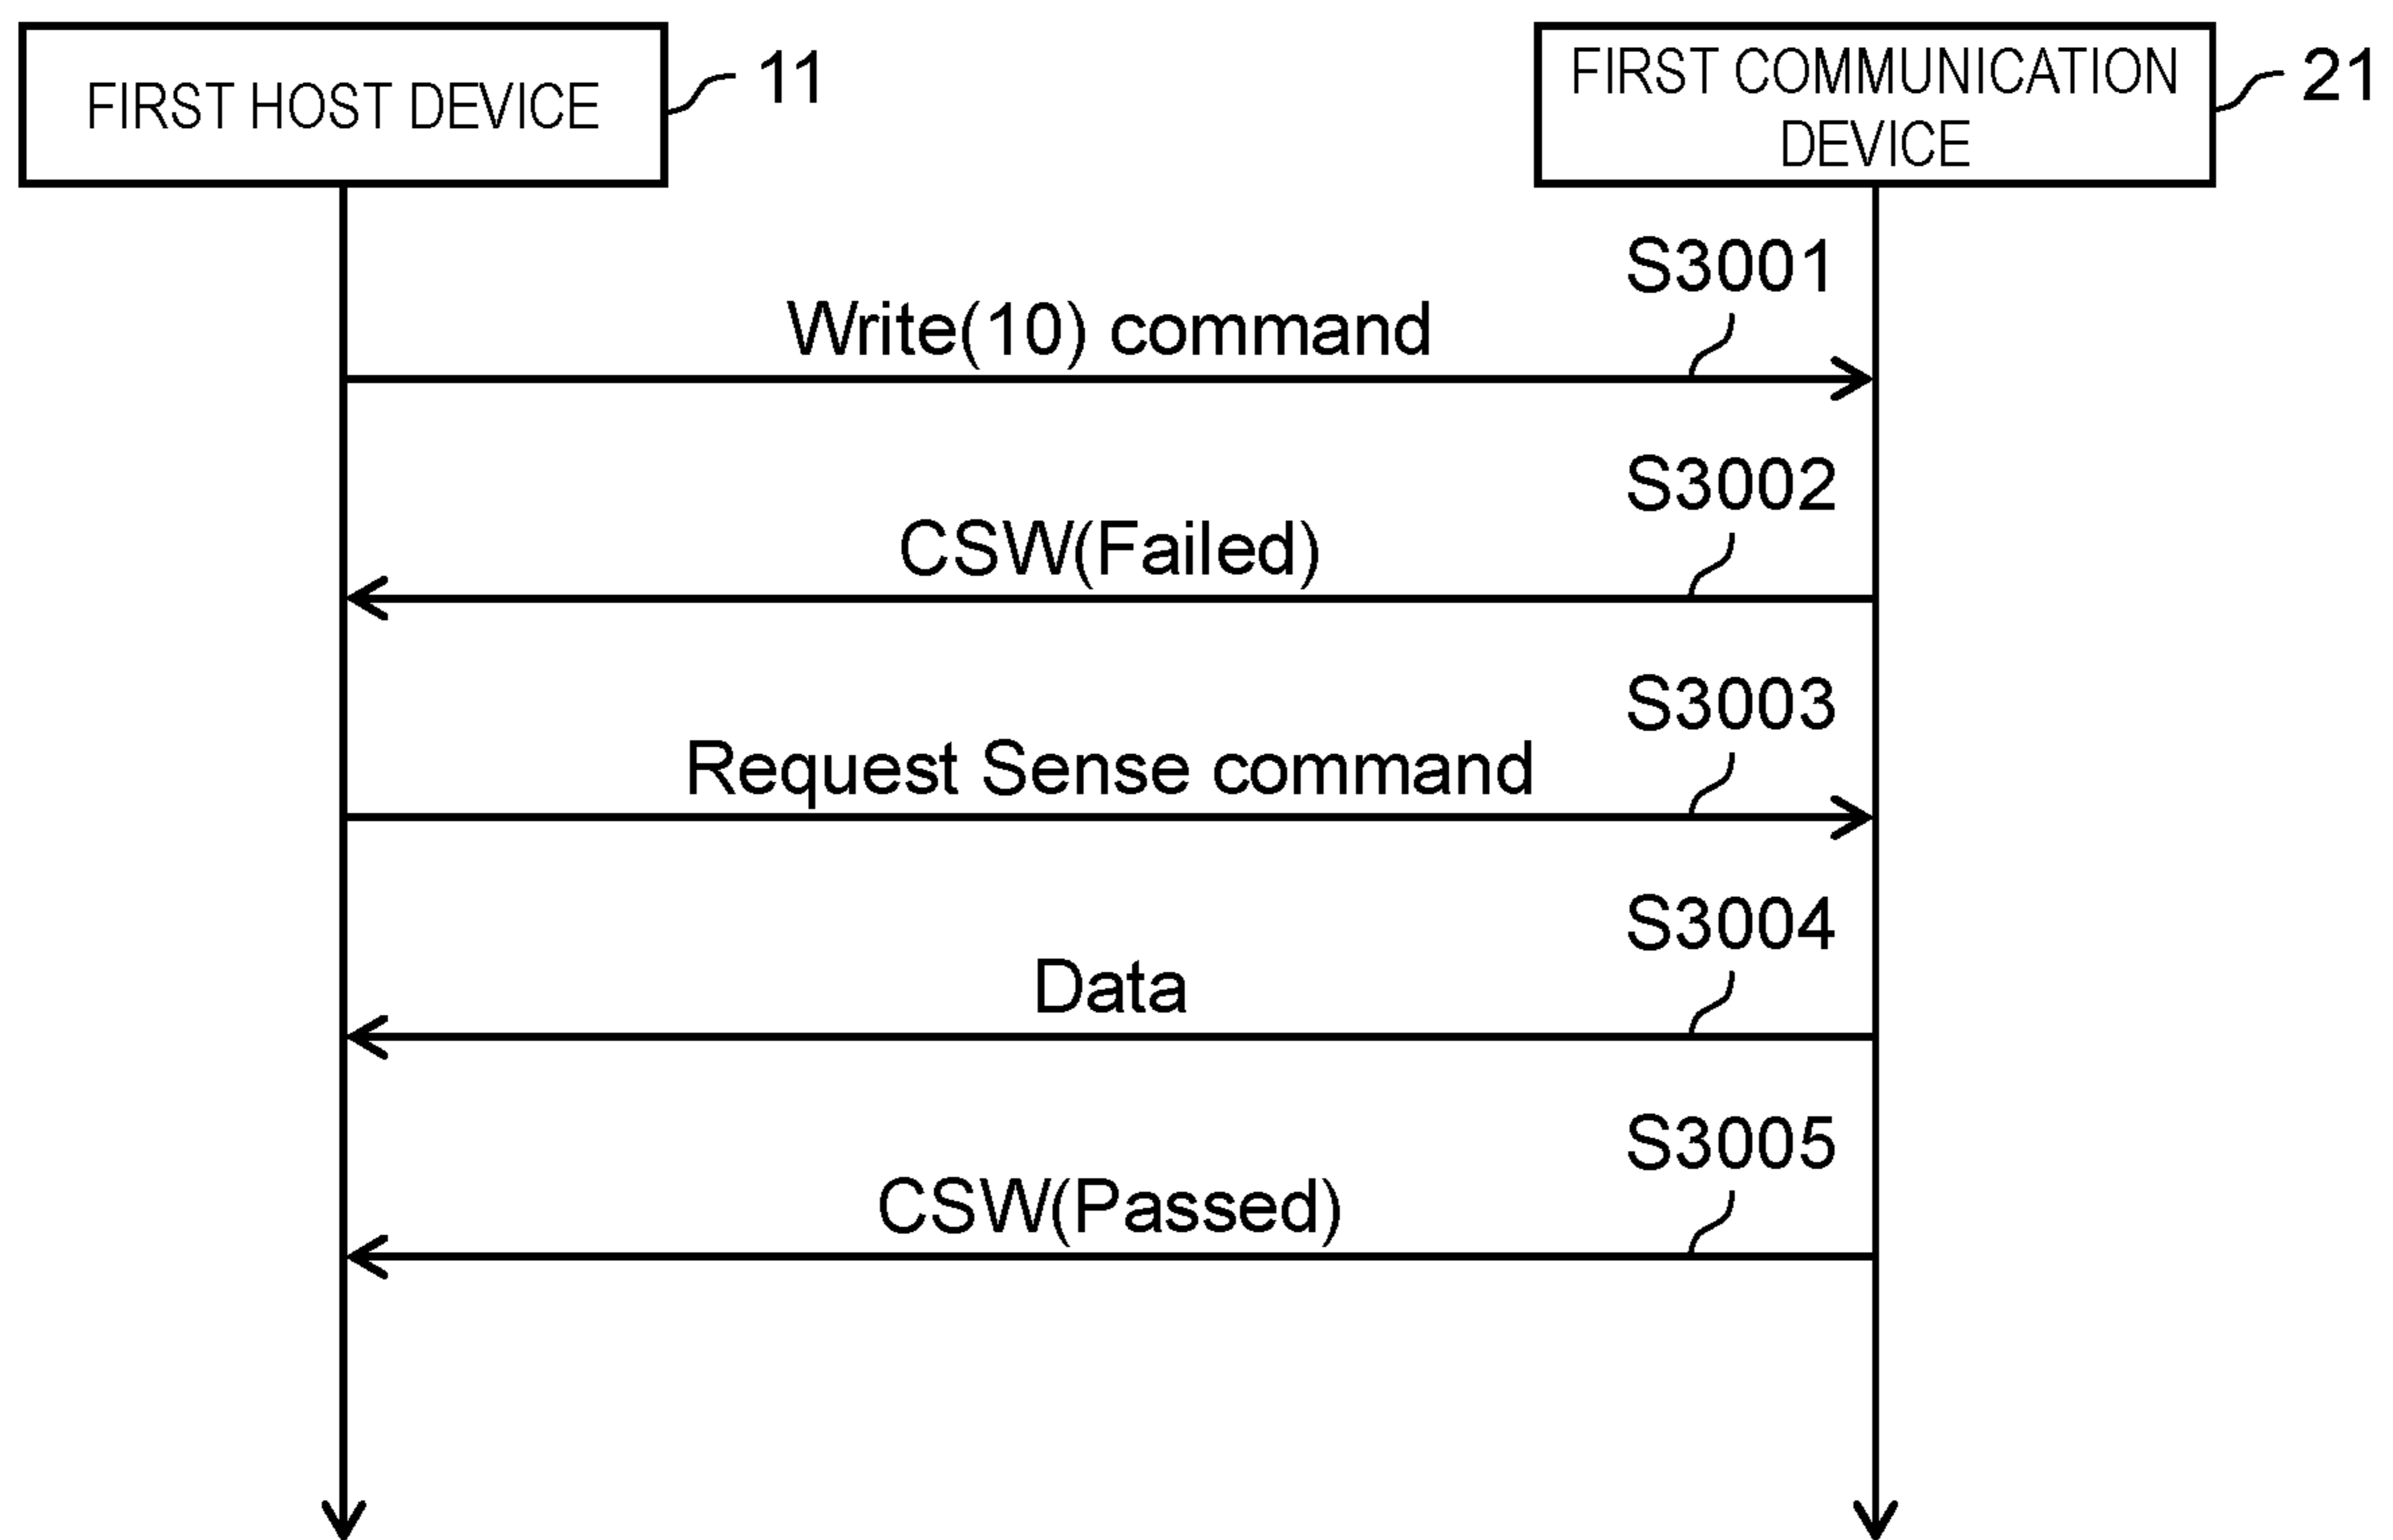 FIRST HOST DEVICE
11
FIRST COMMUNICATION
DEVICE
21
S3001
Write(10) command
S3002
CSW(Failed)
S3003
Request Sense command
S3004
Data
S3005
CSW(Passed)